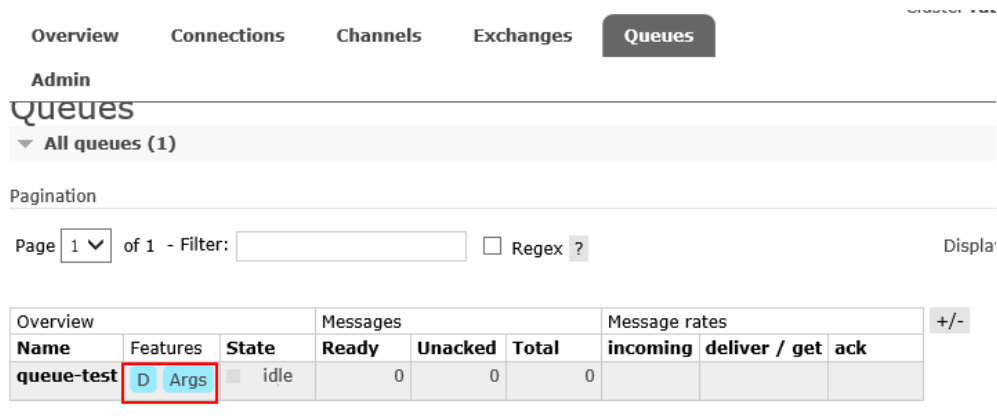 Overview Connections Channels Exchanges Queues
Admin
Queues
All queues (1)
Pagination
Page 1 of 1 - Filter: Regex ?
Overview Messages Message rates +/-
Name Features State Ready Unacked Total incoming deliver / get ack
queue-test D Args idle 0 0 0